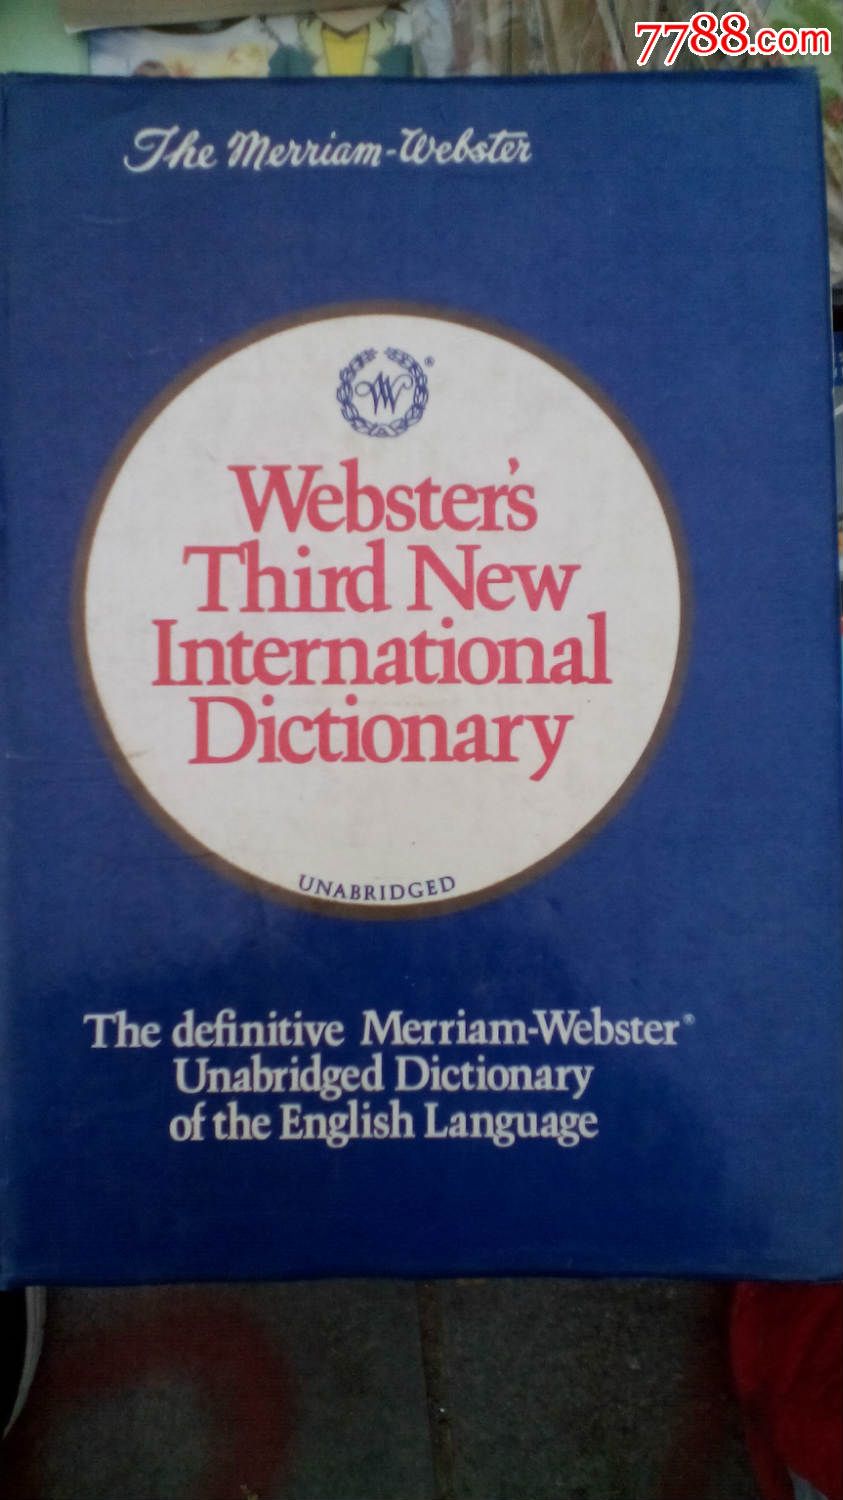 7788.com
The Merriam-Webster
W®
Webster's
Third New
International
Dictionary
UNABRIDGED
The definitive Merriam-Webster®
Unabridged Dictionary
of the English Language